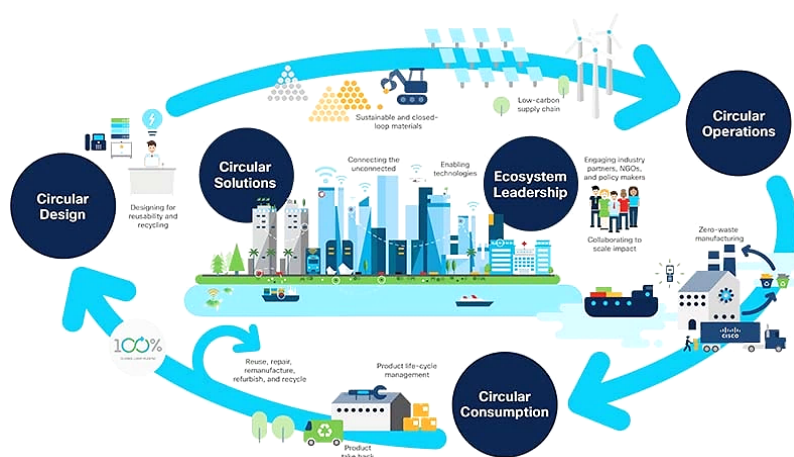 Circular
Design
Designing for
reusability and
recycling
Circular
Solutions
Sustainable and closed-
loop materials
Low-carbon
supply chain
Circular
Operations
Connecting the
unconnected
Enabling
technologies
Ecosystem
Leadership
Engaging industry
partners, NGOs,
and policy makers
Collaborating to
scale impact
Zero-waste
manufacturing
CISCO
Circular
Consumption
Product life-cycle
management
Product
take back
Reuse, repair,
remanufacture,
refurbish, and recycle
100%